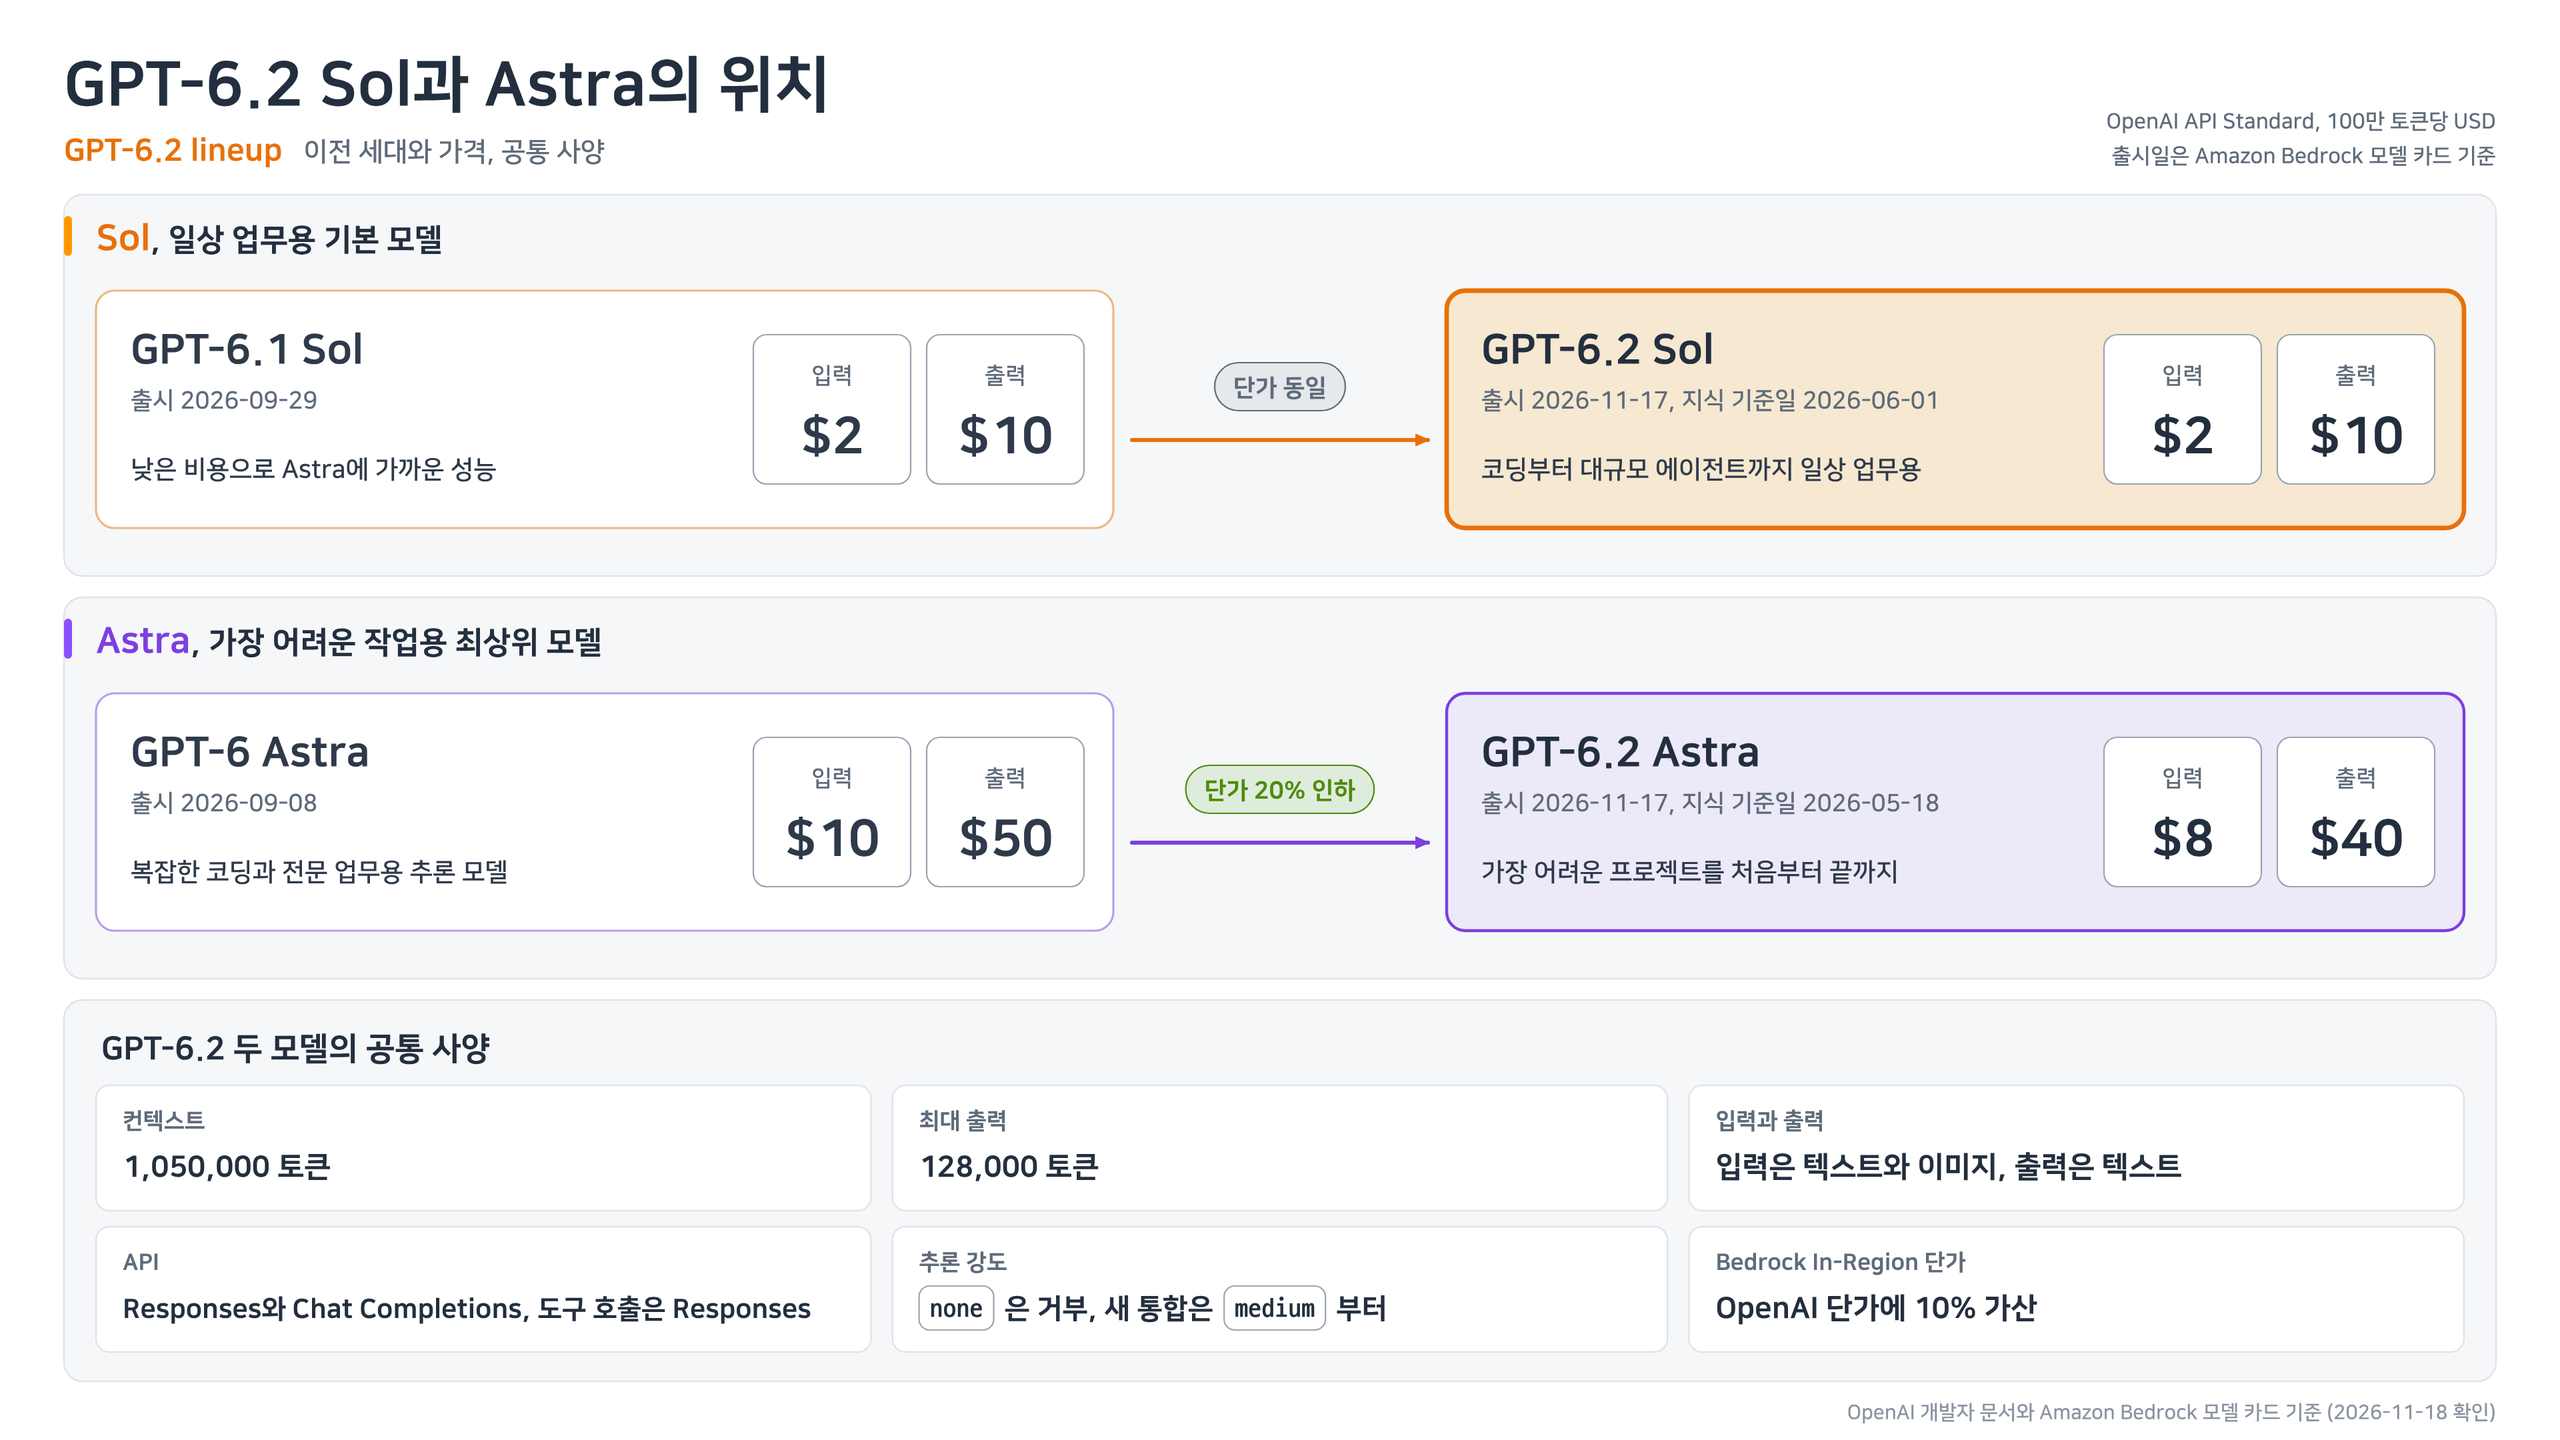 GPT-6.2 Sol과 Astra의 위치
GPT-6.2 lineup 이전 세대와 가격, 공통 사양
OpenAI API Standard, 100만 토큰당 USD
출시일은 Amazon Bedrock 모델 카드 기준
Sol, 일상 업무용 기본 모델
GPT-6.1 Sol
출시 2026-09-29
낮은 비용으로 Astra에 가까운 성능
입력
$2
출력
$10
단가 동일
GPT-6.2 Sol
출시 2026-11-17, 지식 기준일 2026-06-01
코딩부터 대규모 에이전트까지 일상 업무용
입력
$2
출력
$10
Astra, 가장 어려운 작업용 최상위 모델
GPT-6 Astra
출시 2026-09-08
복잡한 코딩과 전문 업무용 추론 모델
입력
$10
출력
$50
단가 20% 인하
GPT-6.2 Astra
출시 2026-11-17, 지식 기준일 2026-05-18
가장 어려운 프로젝트를 처음부터 끝까지
입력
$8
출력
$40
GPT-6.2 두 모델의 공통 사양
컨텍스트
1,050,000 토큰
최대 출력
128,000 토큰
입력과 출력
입력은 텍스트와 이미지, 출력은 텍스트
API
Responses와 Chat Completions, 도구 호출은 Responses
추론 강도
none 은 거부, 새 통합은 medium 부터
Bedrock In-Region 단가
OpenAI 단가에 10% 가산
OpenAI 개발자 문서와 Amazon Bedrock 모델 카드 기준 (2026-11-18 확인)